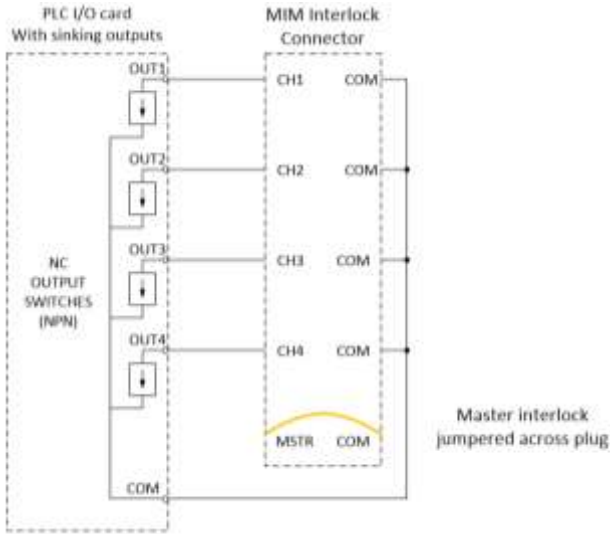 PLC I/O card
With sinking outputs
MIM Interlock
Connector
OUT1
CH1 COM
OUT2
CH2 COM
OUT3
CH3 COM
NC
OUTPUT
SWITCHES
(NPN)
OUT4
CH4 COM
MSTR COM
Master interlock
jumpered across plug
COM